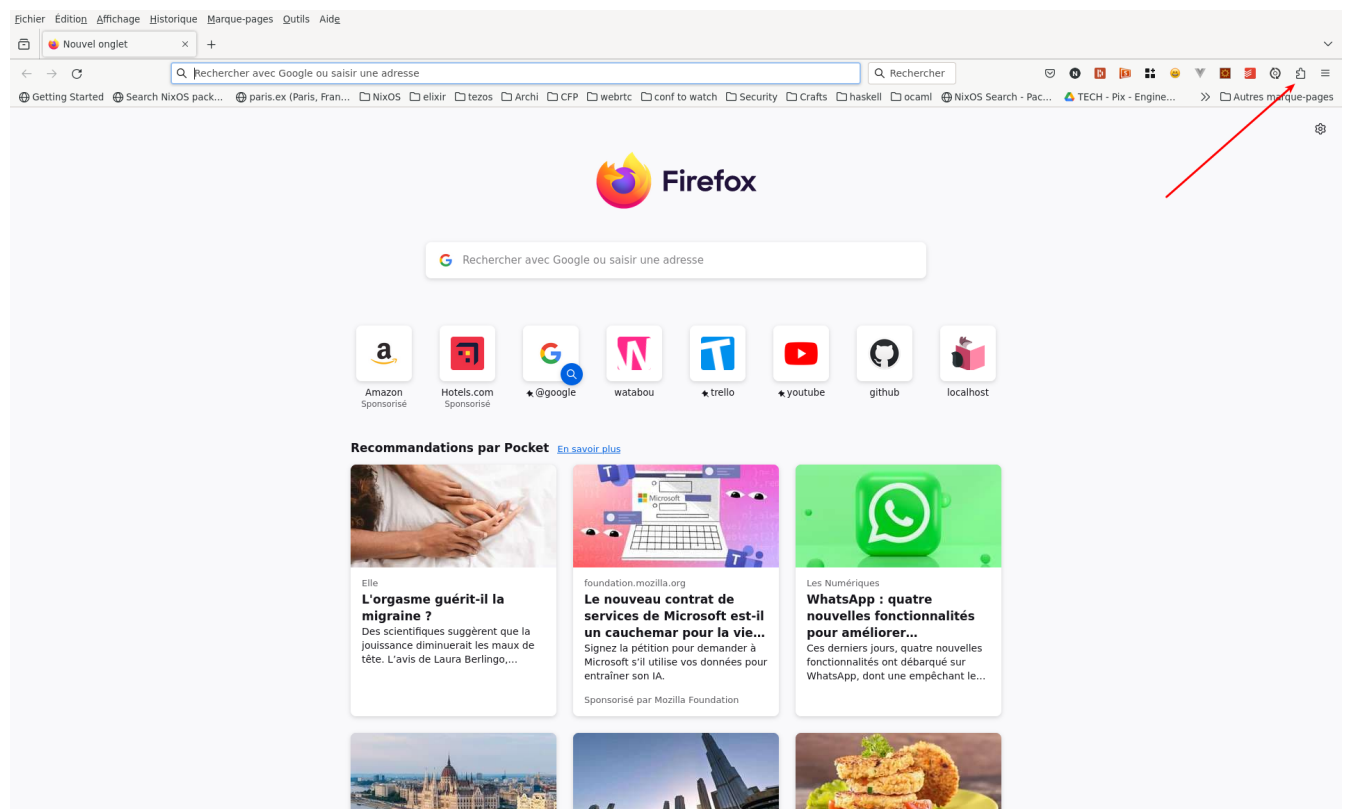 Fichier Édition Affichage Historique Marque-pages Outils Aide
Nouvel onglet
Rechercher avec Google ou saisir une adresse
Rechercher
Getting Started Search NixOS pack... paris.ex (Paris, Fran... NixOS elixir tezos Archi CFP webrtc conf to watch Security Crafts haskell ocaml NixOS Search - Pac... TECH - Pix - Engine... Autres marque-pages
Firefox
Rechercher avec Google ou saisir une adresse
Amazon
Sponsorisé
Hotels.com
Sponsorisé
@google
watabou
trello
youtube
github
localhost
Recommandations par Pocket En savoir plus
Elle
L'orgasme guérit-il la
migraine ?
Des scientifiques suggèrent que la
jouissance diminuerait les maux de
tête. L’avis de Laura Berlingo,...
Microsoft
foundation.mozilla.org
Le nouveau contrat de
services de Microsoft est-il
un cauchemar pour la vie...
Signez la pétition pour demander à
Microsoft s’il utilise vos données pour
entraîner son IA.
Sponsorisé par Mozilla Foundation
Les Numériques
WhatsApp : quatre
nouvelles fonctionnalités
pour améliorer...
Ces derniers jours, quatre nouvelles
fonctionnalités ont débarqué sur
WhatsApp, dont une empêchant le...